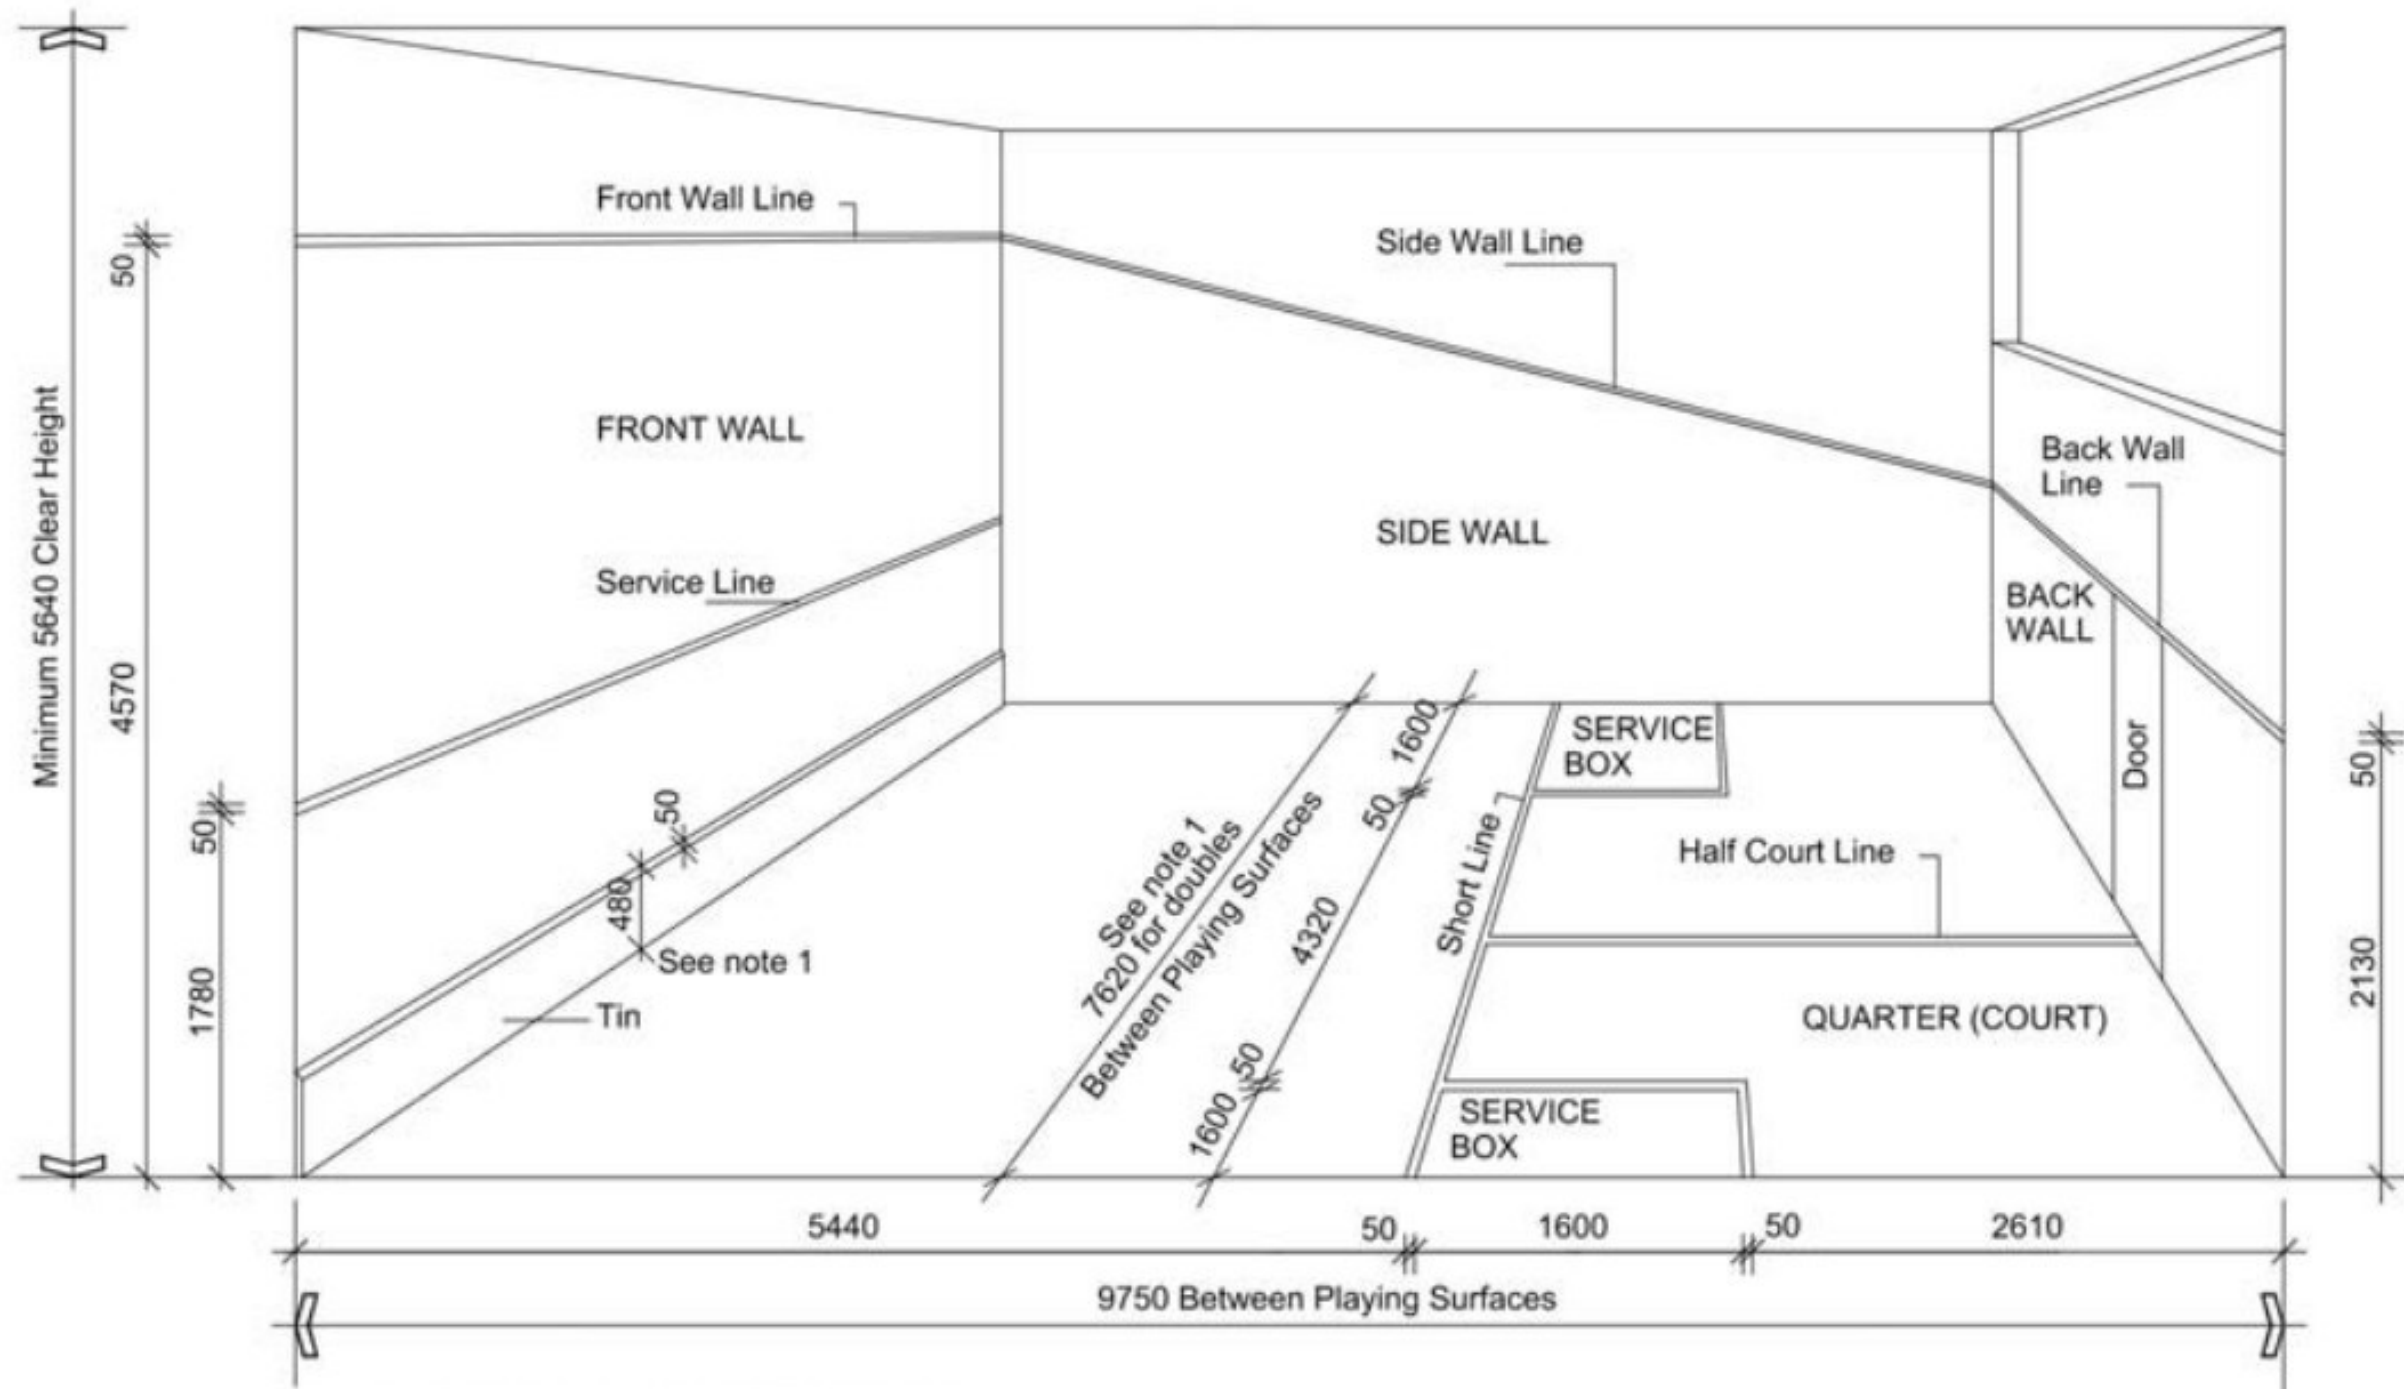 Minimum 5640 Clear Height
50
4570
50
1780
Front Wall Line
FRONT WALL
Service Line
50
480
See note 1
Tin
Side Wall Line
SIDE WALL
Back Wall
Line
BACK
WALL
Door
50
2130
See note 1
7620 for doubles
Between Playing Surfaces
1600
50
4320
50
1600
Short Line
SERVICE
BOX
Half Court Line
QUARTER (COURT)
SERVICE
BOX
5440
50
1600
50
2610
9750 Between Playing Surfaces